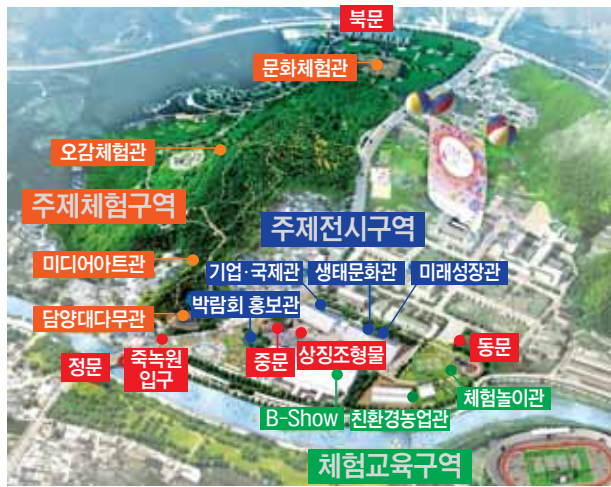 북문
문화체험관
오감체험관
주제체험구역
주제전시구역
미디어아트관
기업·국제관
생태문화관
미래성장관
담양대다무관
박람회 홍보관
정문
죽녹원
입구
중문
상징조형물
동문
체험놀이관
B-Show
친환경농업관
체험교육구역